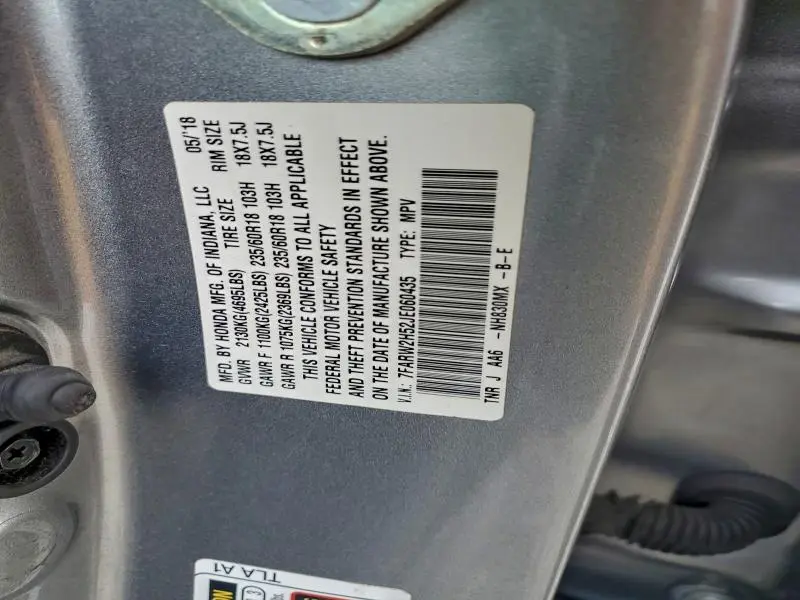 MFD. BY HONDA MFG. OF INDIANA, LLC 05/'18
GVWR 2130KG(4695LBS) TIRE SIZE RIM SIZE
GAWR F 1100KG(2425LBS) 235/60R18 103H 18X7.5J
GAWR R 1075KG(2369LBS) 235/60R18 103H 18X7.5J
THIS VEHICLE CONFORMS TO ALL APPLICABLE
FEDERAL MOTOR VEHICLE SAFETY
AND THEFT PREVENTION STANDARDS IN EFFECT
ON THE DATE OF MANUFACTURE SHOWN ABOVE.
V.I.N.: 7FARW2H52JE060435 TYPE: MPV
TNR J AA6 -NH830MX -B-E
TLA A1